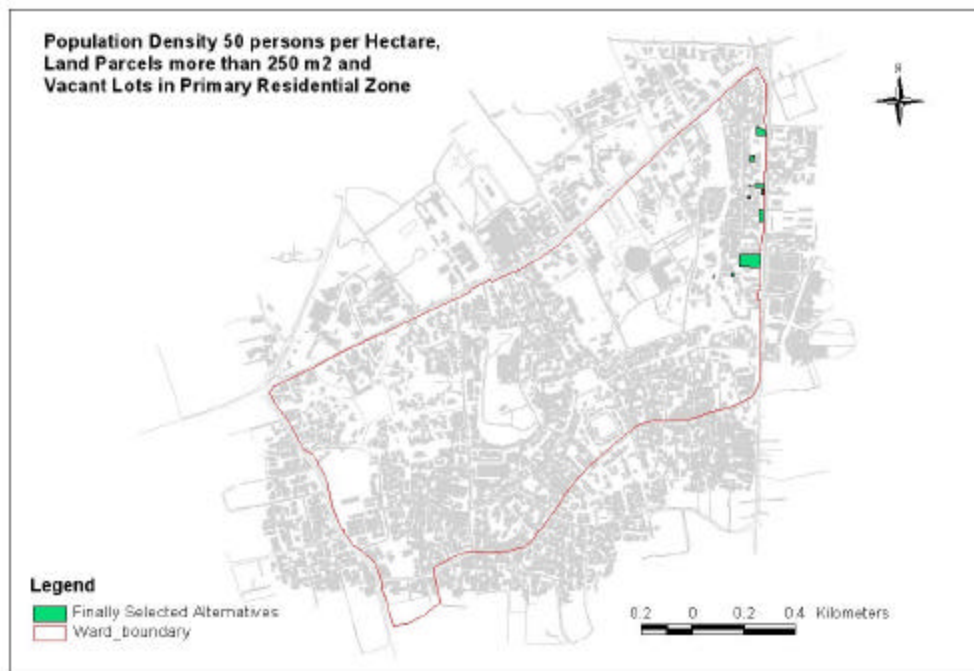 Population Density 50 persons per Hectare,
Land Parcels more than 250 m2 and
Vacant Lots in Primary Residential Zone
N
Legend
Finally Selected Alternatives
Ward_boundary
0.2 0 0.2 0.4 Kilometers